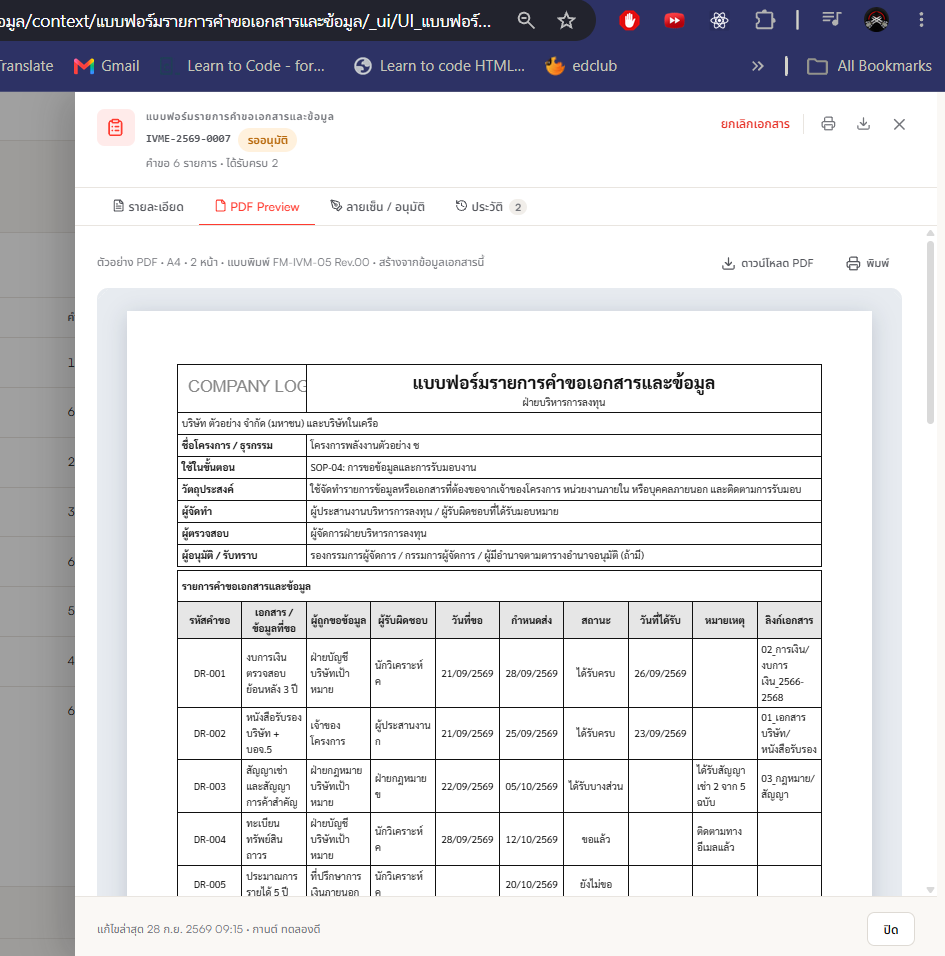 อมูล/context/แบบฟอร์มรายการคำขอเอกสารและข้อมูล/_ui/UI_แบบฟอร์...
ranslate Gmail Learn to Code - for... Learn to code HTML... edclub » All Bookmarks
แบบฟอร์มรายการคำขอเอกสารและข้อมูล
IVME-2569-0007 รออนุมัติ
คำขอ 6 รายการ • ได้รับครบ 2
ยกเลิกเอกสาร
รายละเอียด PDF Preview ลายเซ็น / อนุมัติ ประวัติ 2
ตัวอย่าง PDF • A4 • 2 หน้า • แบบพิมพ์ FM-IVM-05 Rev.00 • สร้างจากข้อมูลเอกสารนี้
ดาวน์โหลด PDF พิมพ์
1
6
2
3
6
5
4
6
COMPANY LOG
แบบฟอร์มรายการคำขอเอกสารและข้อมูล
ฝ่ายบริหารการลงทุน
บริษัท ตัวอย่าง จำกัด (มหาชน) และบริษัทในเครือ
ชื่อโครงการ / ธุรกรรม โครงการพลังงานตัวอย่าง ช
ใช้ในขั้นตอน SOP-04: การขอข้อมูลและการรับมอบงาน
วัตถุประสงค์ ใช้จัดทำรายการข้อมูลหรือเอกสารที่ต้องขอจากเจ้าของโครงการ หน่วยงานภายใน หรือบุคคลภายนอก และติดตามการรับมอบ
ผู้จัดทำ ผู้ประสานงานบริหารการลงทุน / ผู้รับผิดชอบที่ได้รับมอบหมาย
ผู้ตรวจสอบ ผู้จัดการฝ่ายบริหารการลงทุน
ผู้อนุมัติ / รับทราบ รองกรรมการผู้จัดการ / กรรมการผู้จัดการ / ผู้มีอำนาจตามตารางอำนาจอนุมัติ (ถ้ามี)
รายการคำขอเอกสารและข้อมูล
รหัสคำขอ เอกสาร / ข้อมูลที่ขอ ผู้ถูกขอข้อมูล ผู้รับผิดชอบ วันที่ขอ กำหนดส่ง สถานะ วันที่ได้รับ หมายเหตุ ลิงก์เอกสาร
DR-001 งบการเงินตรวจสอบย้อนหลัง 3 ปี ฝ่ายบัญชีบริษัทเป้าหมาย นักวิเคราะห์ ค 21/09/2569 28/09/2569 ได้รับครบ 26/09/2569 02_การเงิน/งบการเงิน_2566-2568
DR-002 หนังสือรับรองบริษัท + บอจ.5 เจ้าของโครงการ ผู้ประสานงาน ก 21/09/2569 25/09/2569 ได้รับครบ 23/09/2569 01_เอกสารบริษัท/หนังสือรับรอง
DR-003 สัญญาเช่าและสัญญาการค้าสำคัญ ฝ่ายกฎหมายบริษัทเป้าหมาย ฝ่ายกฎหมาย ข 22/09/2569 05/10/2569 ได้รับบางส่วน ได้รับสัญญาเช่า 2 จาก 5 ฉบับ 03_กฎหมาย/สัญญา
DR-004 ทะเบียนทรัพย์สินถาวร ฝ่ายบัญชีบริษัทเป้าหมาย นักวิเคราะห์ ค 28/09/2569 12/10/2569 ขอแล้ว ติดตามทางอีเมลแล้ว
DR-005 ประมาณการรายได้ 5 ปี ที่ปรึกษาการเงินภายนอก นักวิเคราะห์ ค 20/10/2569 ยังไม่ขอ
แก้ไขล่าสุด 28 ก.ย. 2569 09:15 • กานต์ ทดลองดี
ปิด